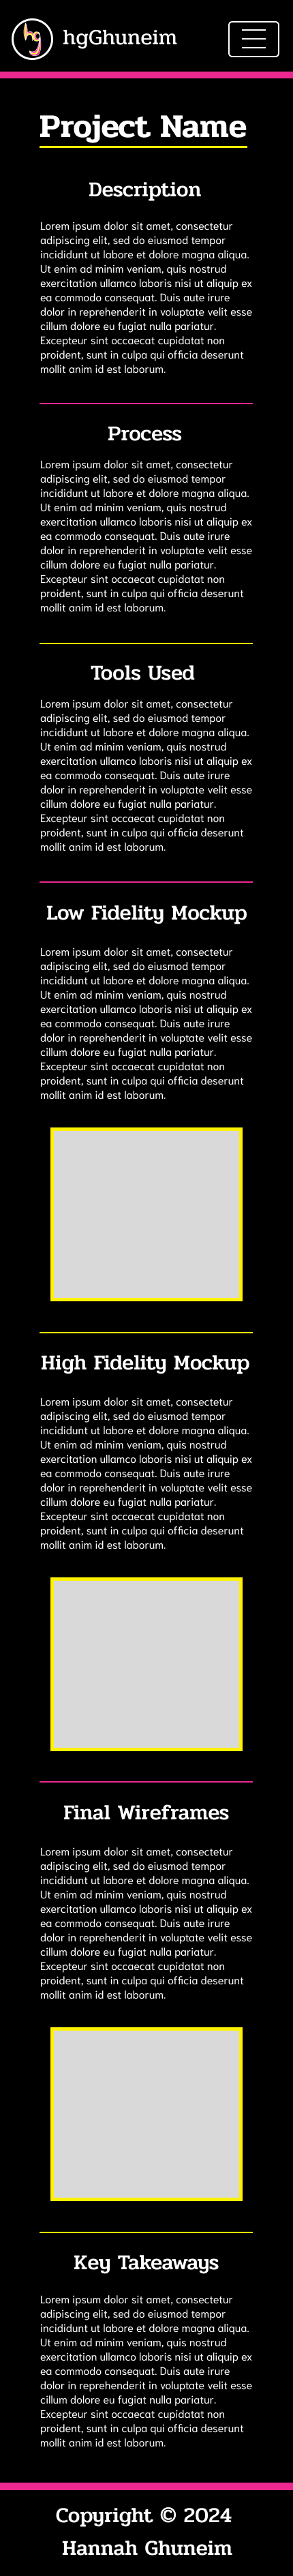 hg
hgGhuneim
Project Name
Description
Lorem ipsum dolor sit amet, consectetur
adipiscing elit, sed do eiusmod tempor
incididunt ut labore et dolore magna aliqua.
Ut enim ad minim veniam, quis nostrud
exercitation ullamco laboris nisi ut aliquip ex
ea commodo consequat. Duis aute irure
dolor in reprehenderit in voluptate velit esse
cillum dolore eu fugiat nulla pariatur.
Excepteur sint occaecat cupidatat non
proident, sunt in culpa qui officia deserunt
mollit anim id est laborum.
Process
Lorem ipsum dolor sit amet, consectetur
adipiscing elit, sed do eiusmod tempor
incididunt ut labore et dolore magna aliqua.
Ut enim ad minim veniam, quis nostrud
exercitation ullamco laboris nisi ut aliquip ex
ea commodo consequat. Duis aute irure
dolor in reprehenderit in voluptate velit esse
cillum dolore eu fugiat nulla pariatur.
Excepteur sint occaecat cupidatat non
proident, sunt in culpa qui officia deserunt
mollit anim id est laborum.
Tools Used
Lorem ipsum dolor sit amet, consectetur
adipiscing elit, sed do eiusmod tempor
incididunt ut labore et dolore magna aliqua.
Ut enim ad minim veniam, quis nostrud
exercitation ullamco laboris nisi ut aliquip ex
ea commodo consequat. Duis aute irure
dolor in reprehenderit in voluptate velit esse
cillum dolore eu fugiat nulla pariatur.
Excepteur sint occaecat cupidatat non
proident, sunt in culpa qui officia deserunt
mollit anim id est laborum.
Low Fidelity Mockup
Lorem ipsum dolor sit amet, consectetur
adipiscing elit, sed do eiusmod tempor
incididunt ut labore et dolore magna aliqua.
Ut enim ad minim veniam, quis nostrud
exercitation ullamco laboris nisi ut aliquip ex
ea commodo consequat. Duis aute irure
dolor in reprehenderit in voluptate velit esse
cillum dolore eu fugiat nulla pariatur.
Excepteur sint occaecat cupidatat non
proident, sunt in culpa qui officia deserunt
mollit anim id est laborum.
High Fidelity Mockup
Lorem ipsum dolor sit amet, consectetur
adipiscing elit, sed do eiusmod tempor
incididunt ut labore et dolore magna aliqua.
Ut enim ad minim veniam, quis nostrud
exercitation ullamco laboris nisi ut aliquip ex
ea commodo consequat. Duis aute irure
dolor in reprehenderit in voluptate velit esse
cillum dolore eu fugiat nulla pariatur.
Excepteur sint occaecat cupidatat non
proident, sunt in culpa qui officia deserunt
mollit anim id est laborum.
Final Wireframes
Lorem ipsum dolor sit amet, consectetur
adipiscing elit, sed do eiusmod tempor
incididunt ut labore et dolore magna aliqua.
Ut enim ad minim veniam, quis nostrud
exercitation ullamco laboris nisi ut aliquip ex
ea commodo consequat. Duis aute irure
dolor in reprehenderit in voluptate velit esse
cillum dolore eu fugiat nulla pariatur.
Excepteur sint occaecat cupidatat non
proident, sunt in culpa qui officia deserunt
mollit anim id est laborum.
Key Takeaways
Lorem ipsum dolor sit amet, consectetur
adipiscing elit, sed do eiusmod tempor
incididunt ut labore et dolore magna aliqua.
Ut enim ad minim veniam, quis nostrud
exercitation ullamco laboris nisi ut aliquip ex
ea commodo consequat. Duis aute irure
dolor in reprehenderit in voluptate velit esse
cillum dolore eu fugiat nulla pariatur.
Excepteur sint occaecat cupidatat non
proident, sunt in culpa qui officia deserunt
mollit anim id est laborum.
Copyright © 2024
Hannah Ghuneim